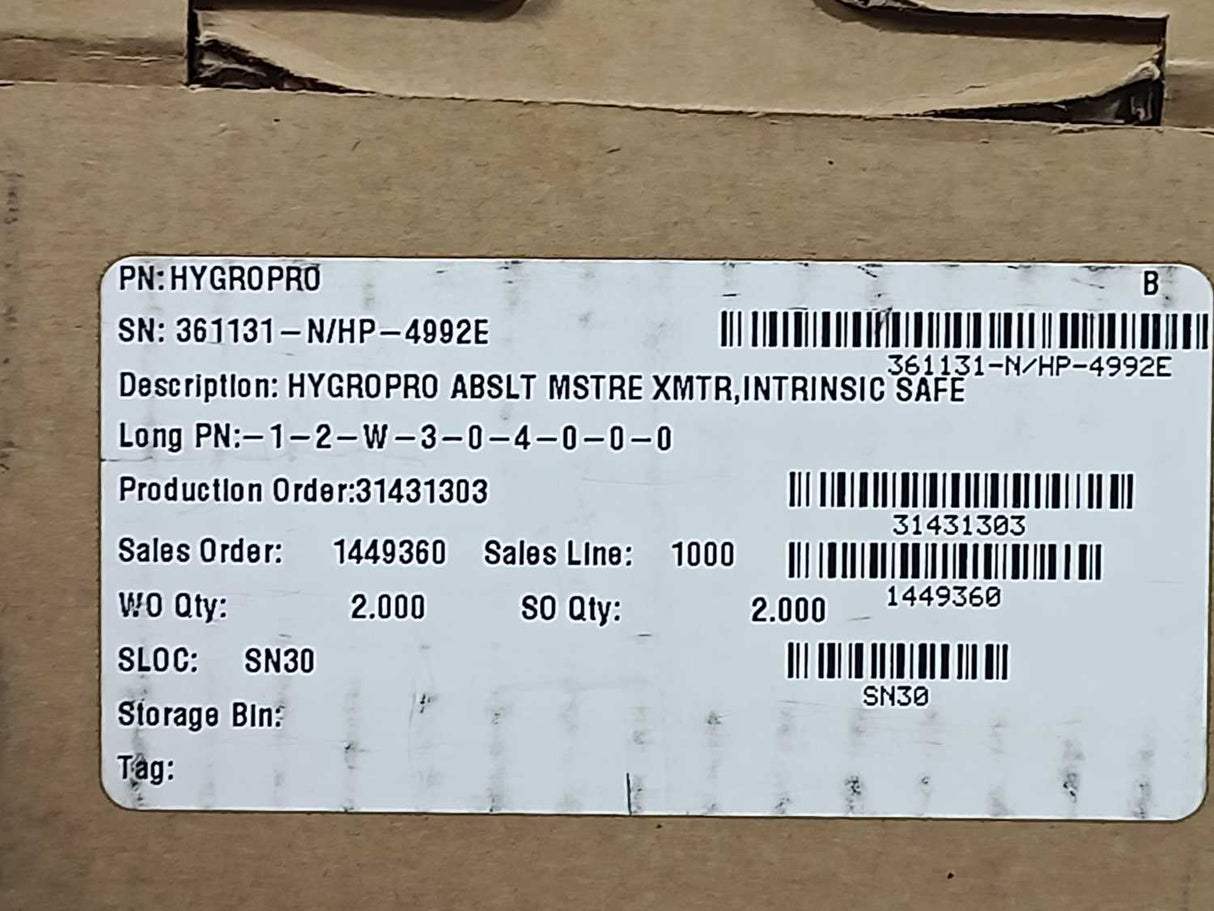 PN: HYGROPRO B
SN: 361131-N/HP-4992E
361131-N/HP-4992E
Description: HYGROPRO ABSLT MSTRE XMTR,INTRINSIC SAFE
Long PN:-1-2-W-3-0-4-0-0-0
Production Order:31431303
31431303
Sales Order: 1449360 Sales Line: 1000
1449360
WO Qty: 2.000 SO Qty: 2.000
SLOC: SN30
SN30
Storage Bin:
Tag: